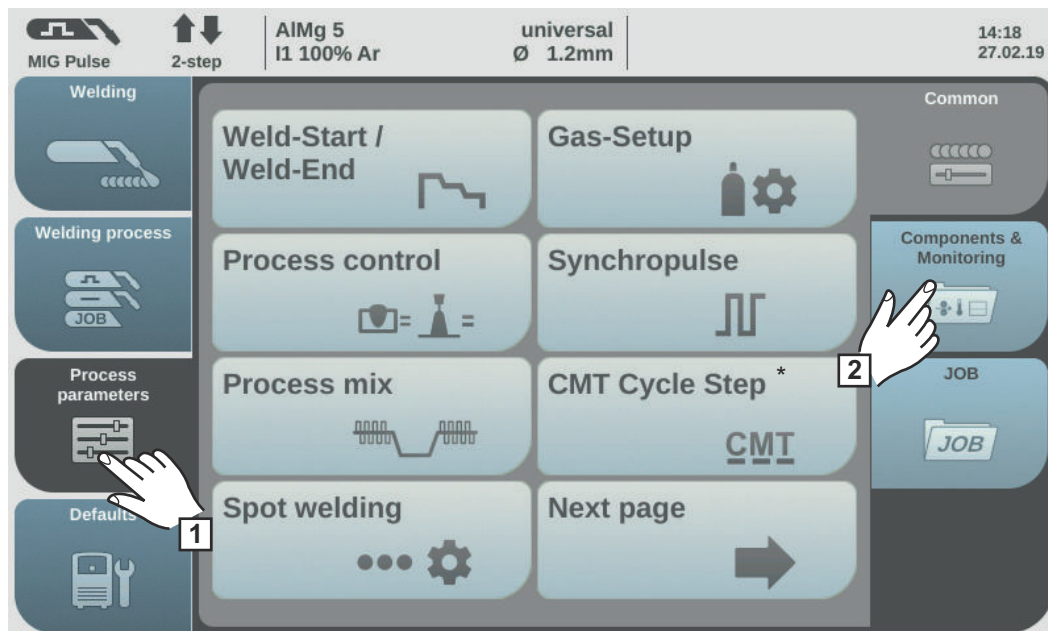 MIG Pulse
2-step
AlMg 5
I1 100% Ar
universal
Ø 1.2mm
14:18
27.02.19
Welding
Welding process
JOB
Process
parameters
Defaults
1
Weld-Start /
Weld-End
Gas-Setup
Process control
=
=
Synchropulse
Process mix
CMT Cycle Step *
CMT
Spot welding
Next page
Common
Components &
Monitoring
2
JOB
JOB